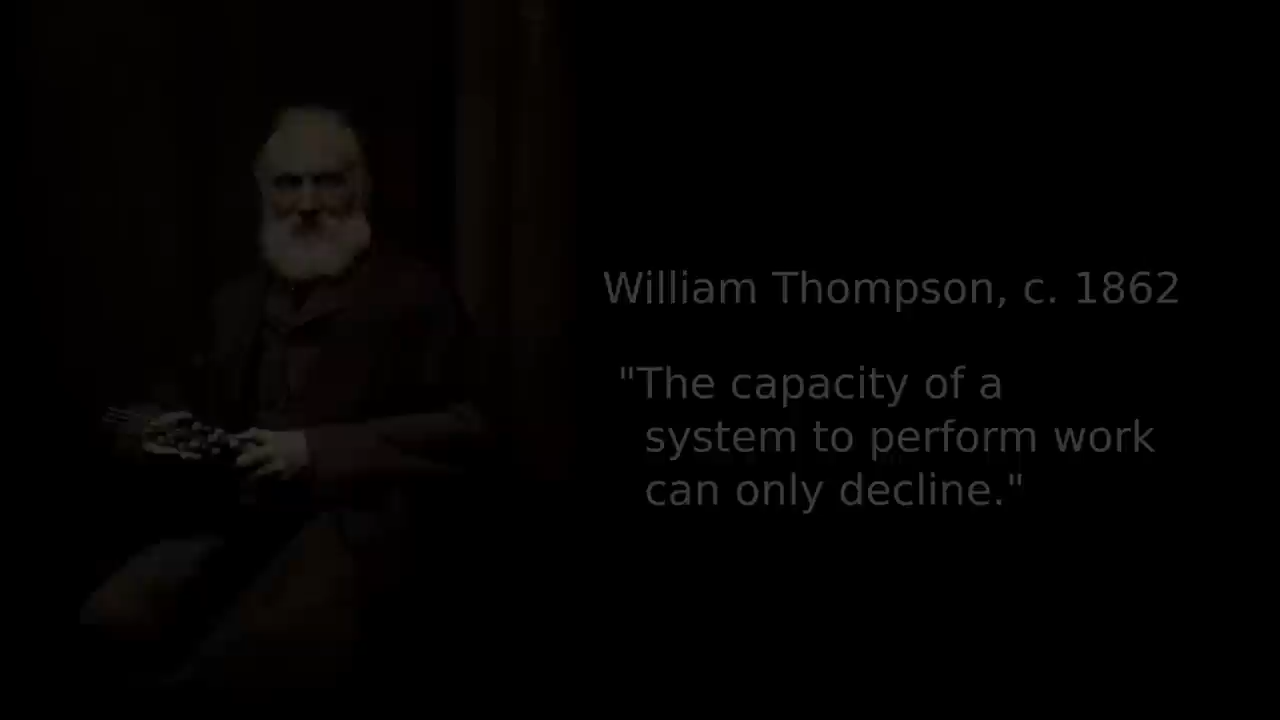 William Thompson, c. 1862
"The capacity of a
system to perform work
can only decline."